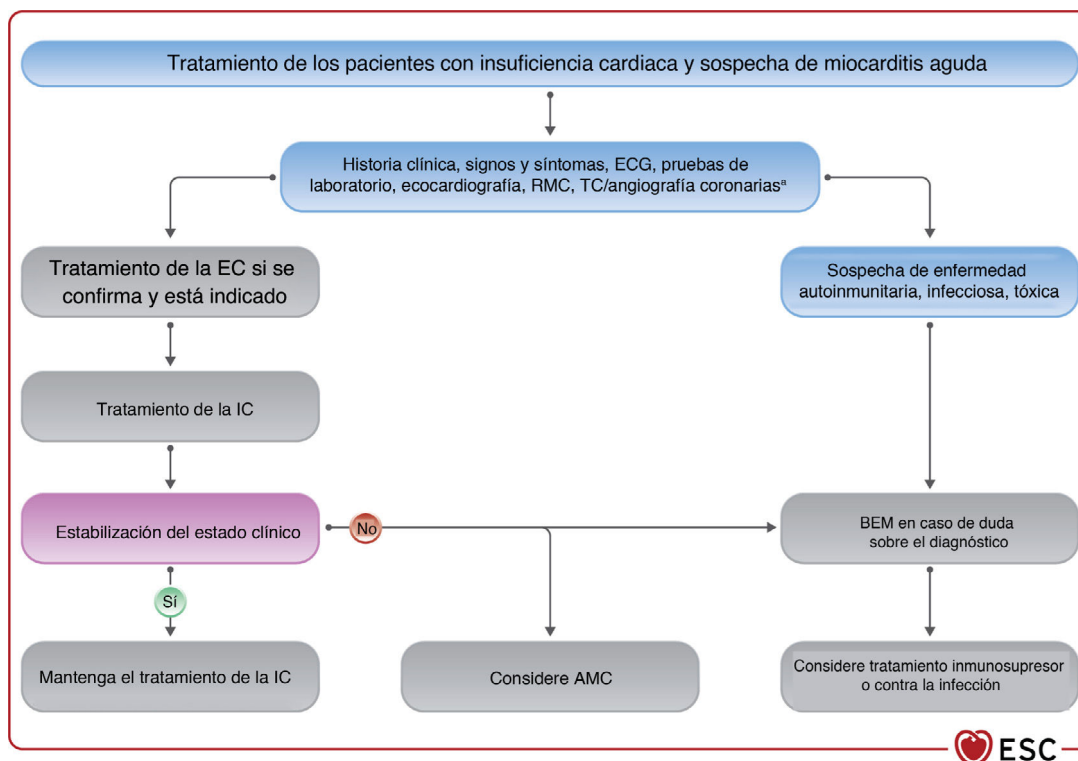 Tratamiento de los pacientes con insuficiencia cardiaca y sospecha de miocarditis aguda
Historia clínica, signos y síntomas, ECG, pruebas de
laboratorio, ecocardiografía, RMC, TC/angiografía coronariasª
Tratamiento de la EC si se
confirma y está indicado
Sospecha de enfermedad
autoinmunitaria, infecciosa, tóxica
Tratamiento de la IC
Estabilización del estado clínico
No
BEM en caso de duda
sobre el diagnóstico
Sí
Mantenga el tratamiento de la IC
Considere AMC
Considere tratamiento inmunosupresor
o contra la infección
ESC